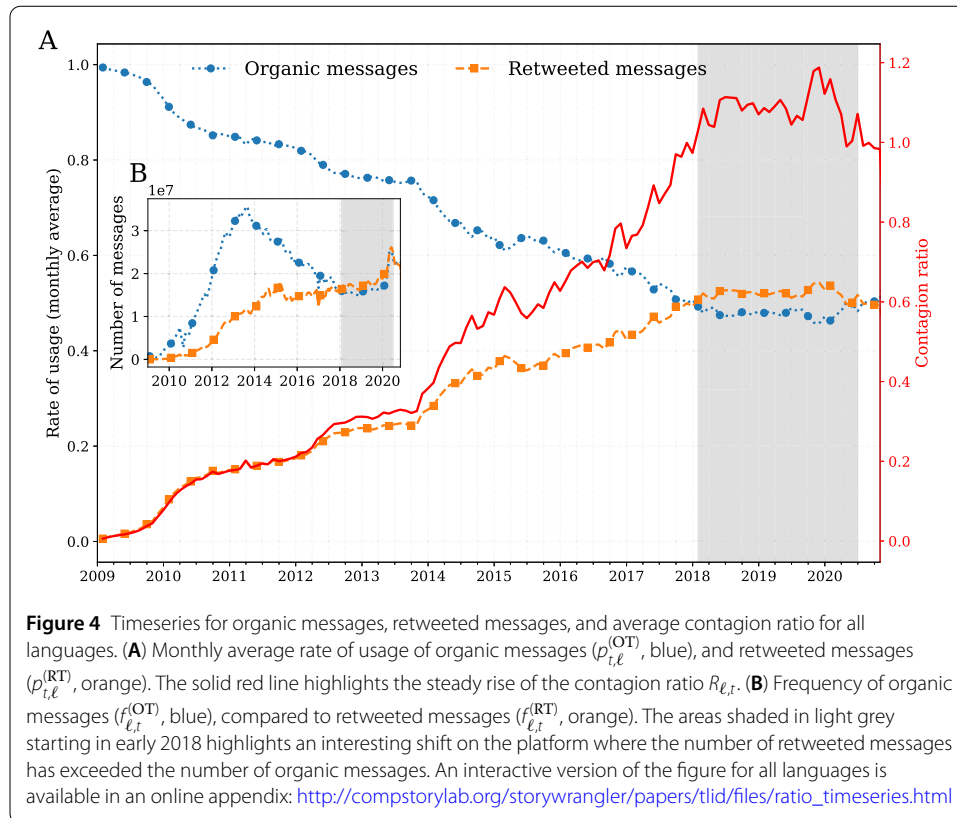 A
Organic messages
Retweeted messages
Rate of usage (monthly average)
1.0
0.8
0.6
0.4
0.2
0.0
2009 2010 2011 2012 2013 2014 2015 2016 2017 2018 2019 2020
Contagion ratio
1.2
1.0
0.8
0.6
0.4
0.2
0.0
B
1e7
Number of messages
3
2
1
0
2010 2012 2014 2016 2018 2020
Figure 4 Timeseries for organic messages, retweeted messages, and average contagion ratio for all
languages. (A) Monthly average rate of usage of organic messages (p_{t,ℓ}^{(OT)}, blue), and retweeted messages
(p_{t,ℓ}^{(RT)}, orange). The solid red line highlights the steady rise of the contagion ratio R_{ℓ,t}. (B) Frequency of organic
messages (f_{ℓ,t}^{(OT)}, blue), compared to retweeted messages (f_{ℓ,t}^{(RT)}, orange). The areas shaded in light grey
starting in early 2018 highlights an interesting shift on the platform where the number of retweeted messages
has exceeded the number of organic messages. An interactive version of the figure for all languages is
available in an online appendix: http://compstorylab.org/storywrangler/papers/tlid/files/ratio_timeseries.html